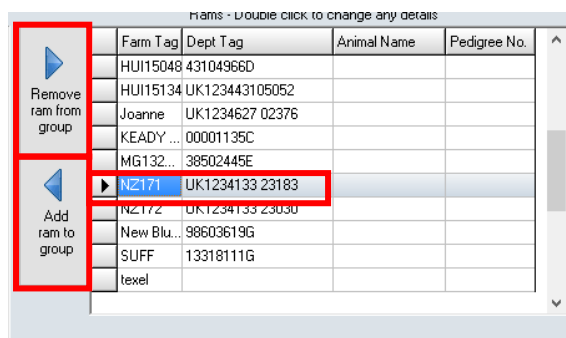 Rams - Double click to change any details
Farm Tag Dept Tag Animal Name Pedigree No.
HUI15048 43104966D
HUI15134 UK123443105052
Joanne UK1234627 02376
KEADY ... 00001135C
MG132... 38502445E
NZ171 UK1234133 23183
NZ172 UK1234133 23030
New Blu... 98603619G
SUFF 13318111G
texel
Remove
ram from
group
Add
ram to
group